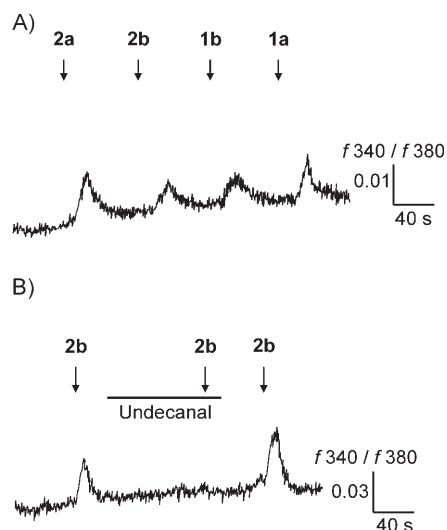 A)
2a 2b 1b 1a
f 340 / f 380
0.01
40 s
B)
2b 2b 2b
Undecanal
f 340 / f 380
0.03
40 s